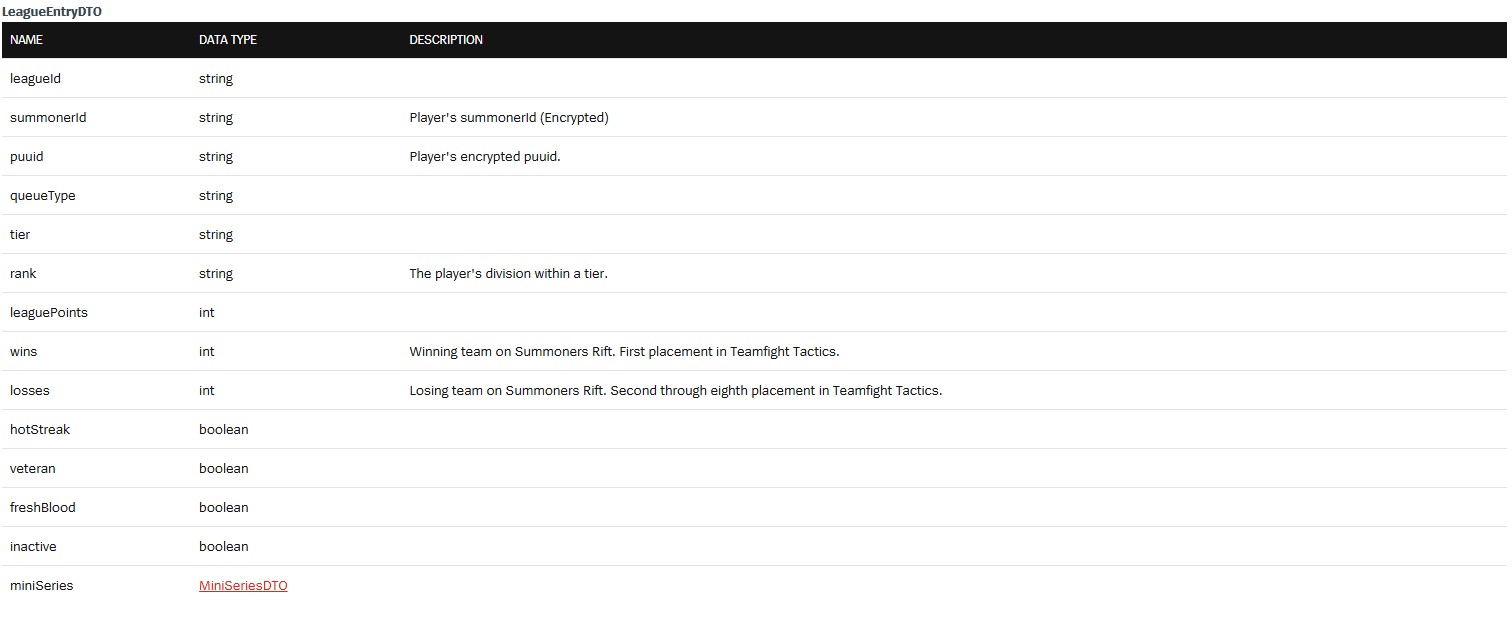 LeagueEntryDTO
NAME DATA TYPE DESCRIPTION
leagueId string
summonerId string Player's summonerId (Encrypted)
puuid string Player's encrypted puuid.
queueType string
tier string
rank string The player's division within a tier.
leaguePoints int
wins int Winning team on Summoners Rift. First placement in Teamfight Tactics.
losses int Losing team on Summoners Rift. Second through eighth placement in Teamfight Tactics.
hotStreak boolean
veteran boolean
freshBlood boolean
inactive boolean
miniSeries MiniSeriesDTO